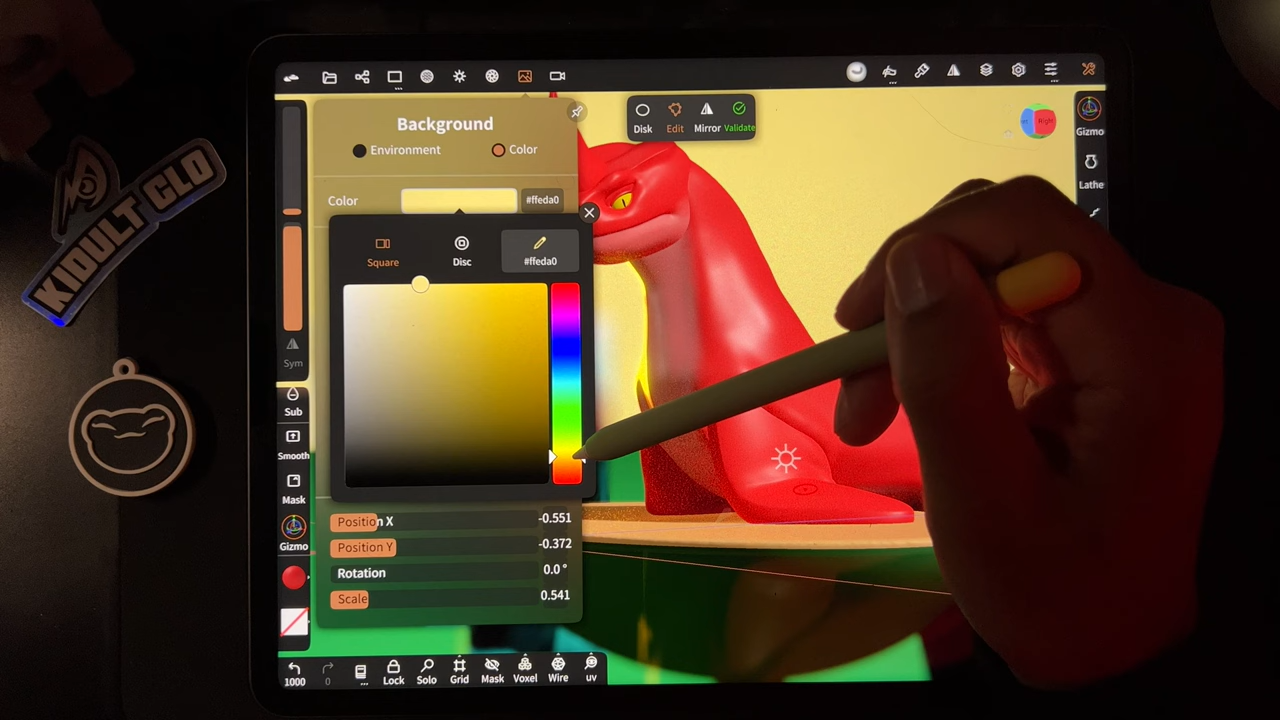 KIDULT CLO
Background
Environment
Color
Color
#ffeda0
Square
Disc
#ffeda0
Position X
-0.551
Position Y
-0.372
Rotation
0.0 °
Scale
0.541
Disk
Edit
Mirror
Validate
Right
Gizmo
Lathe
Sym
Sub
Smooth
Mask
Gizmo
1000
0
...
Lock
Solo
Grid
Mask
Voxel
Wire
uv